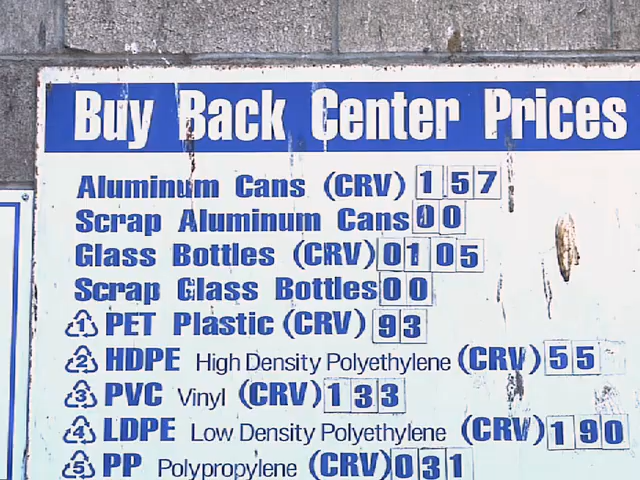 Buy Back Center Prices
Aluminum Cans (CRV) 1 57
Scrap Aluminum Cans 00
Glass Bottles (CRV) 01 05
Scrap Glass Bottles 00
1 PET Plastic (CRV) 93
2 HDPE High Density Polyethylene (CRV) 55
3 PVC Vinyl (CRV) 133
4 LDPE Low Density Polyethylene (CRV) 190
5 PP Polypropylene (CRV) 031